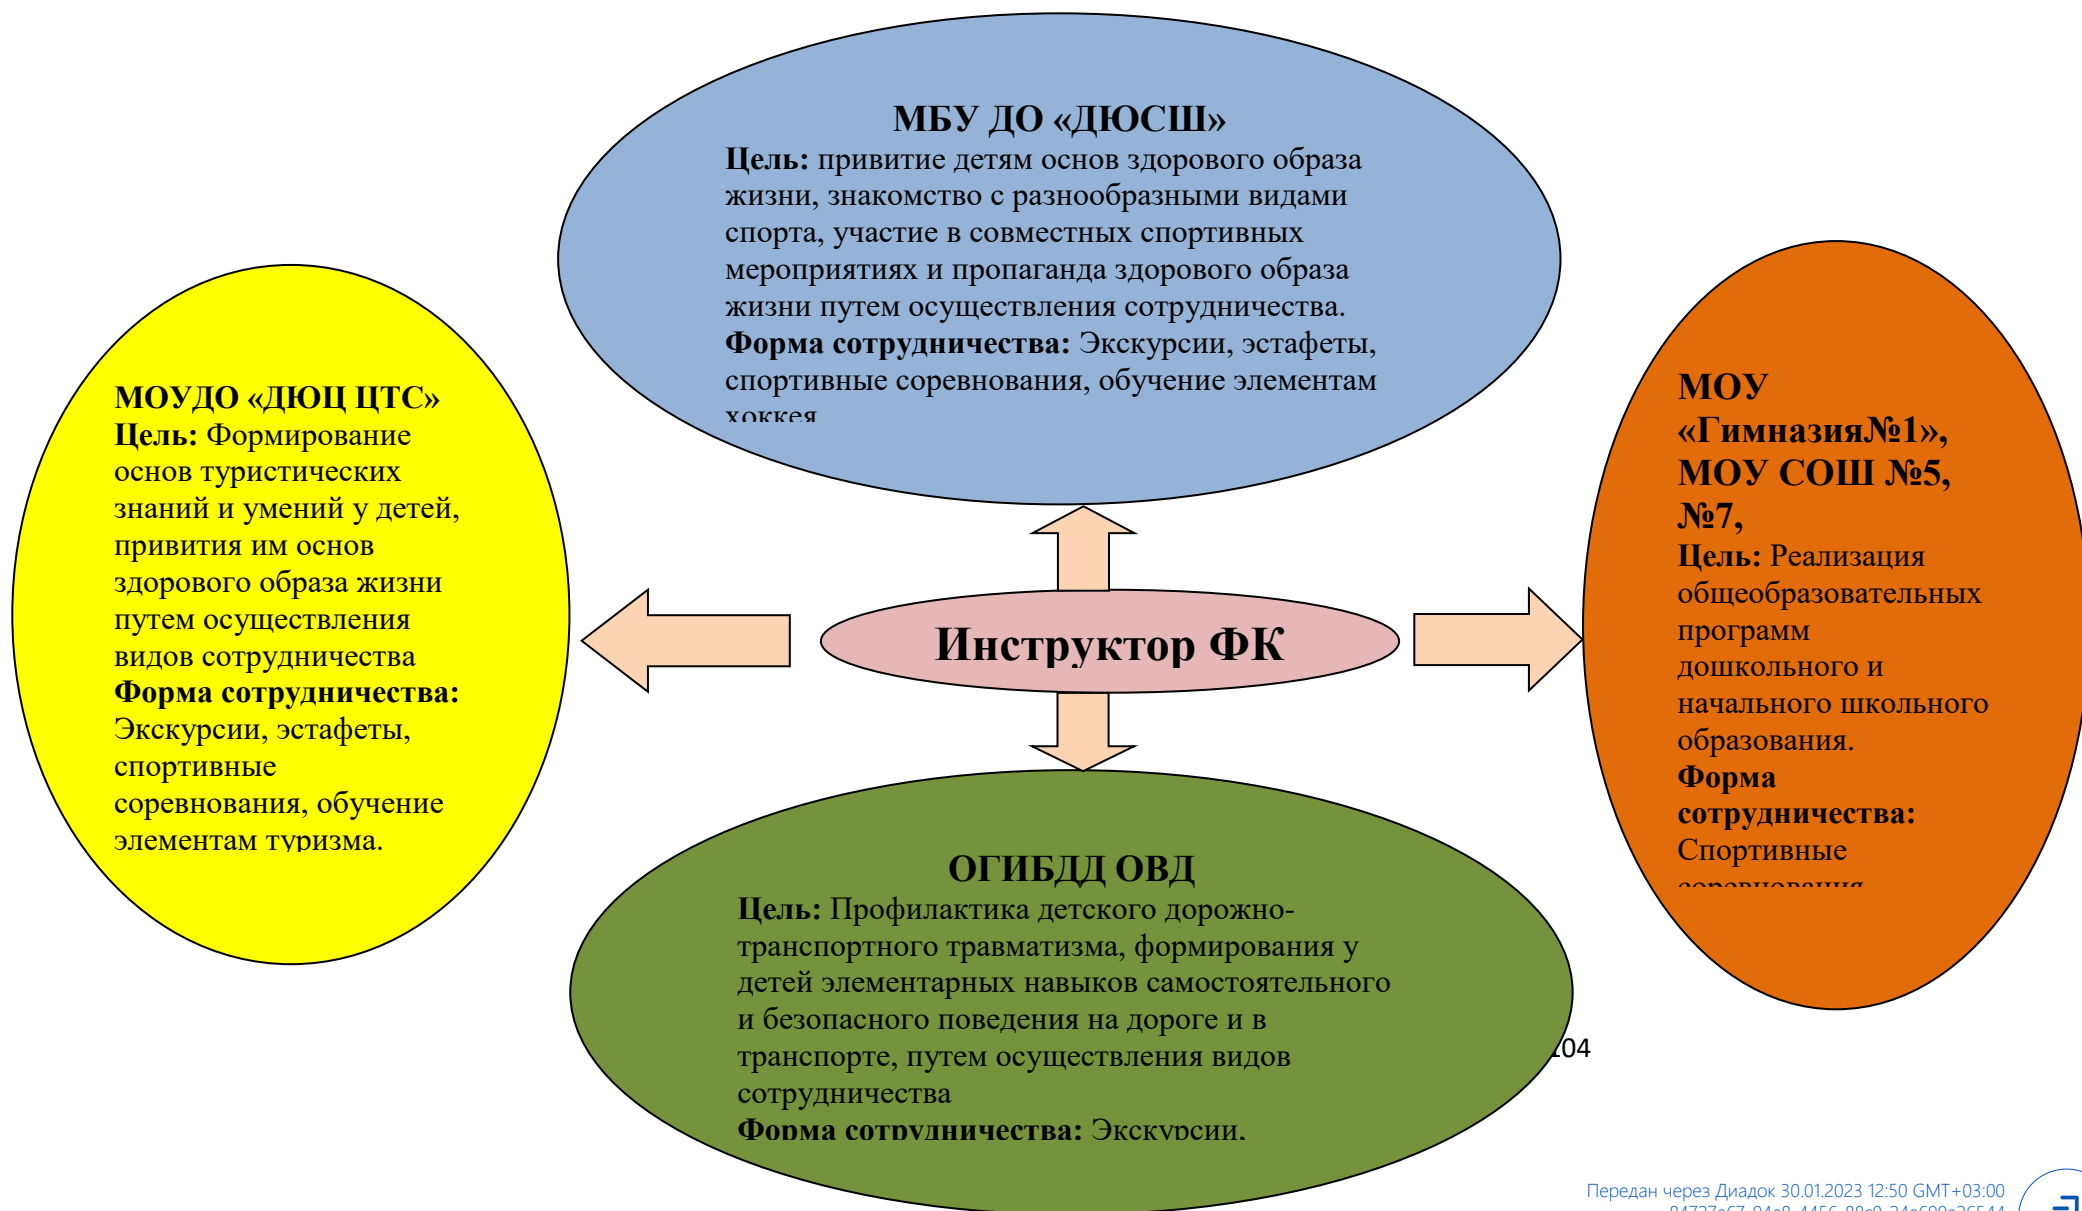 МБУ ДО «ДЮСШ»
Цель: привитие детям основ здорового образа
жизни, знакомство с разнообразными видами
спорта, участие в совместных спортивных
мероприятиях и пропаганда здорового образа
жизни путем осуществления сотрудничества.
Форма сотрудничества: Экскурсии, эстафеты,
спортивные соревнования, обучение элементам
хоккея
МОУДО «ДЮЦ ЦТС»
Цель: Формирование
основ туристических
знаний и умений у детей,
привития им основ
здорового образа жизни
путем осуществления
видов сотрудничества
Форма сотрудничества:
Экскурсии, эстафеты,
спортивные
соревнования, обучение
элементам туризма.
Инструктор ФК
МОУ
«Гимназия№1»,
МОУ СОШ №5,
№7,
Цель: Реализация
общеобразовательных
программ
дошкольного и
начального школьного
образования.
Форма
сотрудничества:
Спортивные
соревнования
ОГИБДД ОВД
Цель: Профилактика детского дорожно-
транспортного травматизма, формирования у
детей элементарных навыков самостоятельного
и безопасного поведения на дороге и в
транспорте, путем осуществления видов
сотрудничества
Форма сотрудничества: Экскурсии,
104
Передан через Диадок 30.01.2023 12:50 GMT+03:00